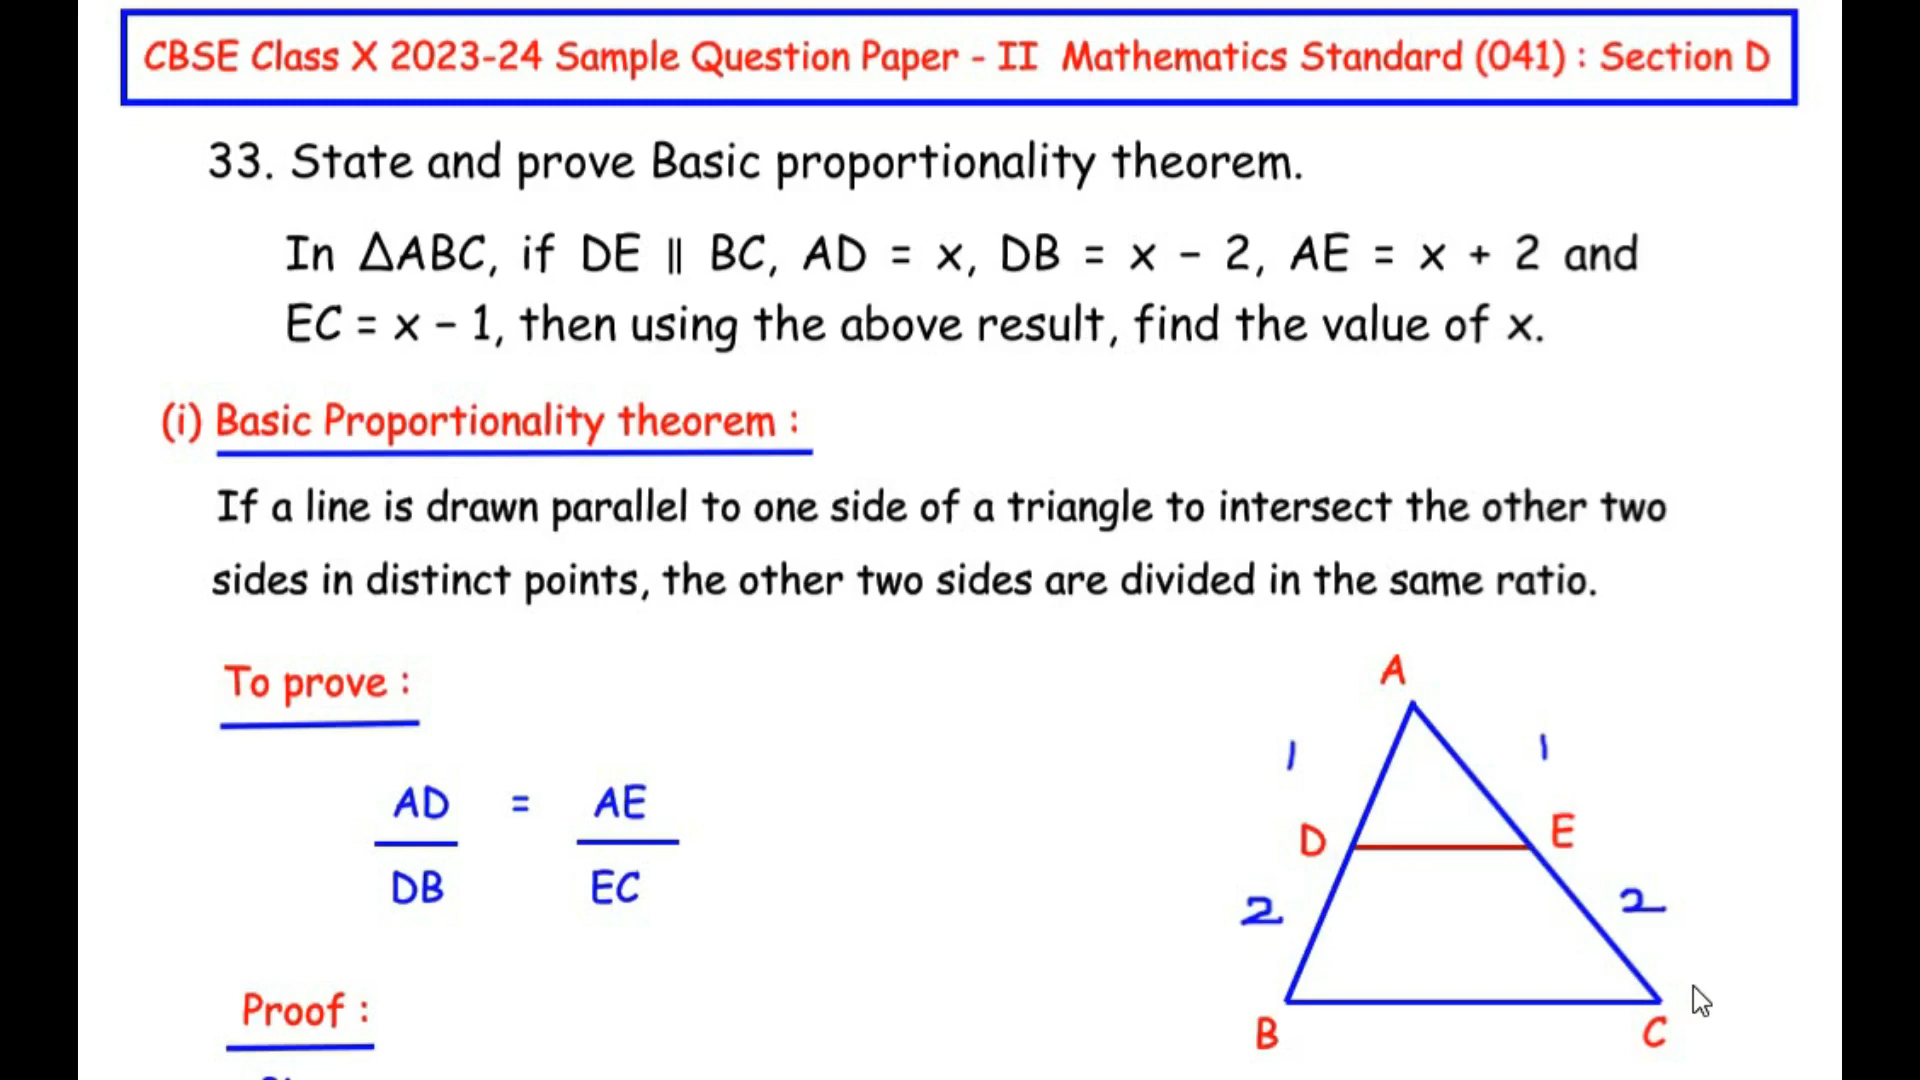 CBSE Class X 2023-24 Sample Question Paper - II Mathematics Standard (041) : Section D
33. State and prove Basic proportionality theorem.
In ΔABC, if DE ∥ BC, AD = x, DB = x - 2, AE = x + 2 and
EC = x – 1, then using the above result, find the value of x.
(i) Basic Proportionality theorem :
If a line is drawn parallel to one side of a triangle to intersect the other two
sides in distinct points, the other two sides are divided in the same ratio.
To prove :
AD = AE
DB EC
A
1 1
D E
2 2
B C
Proof :